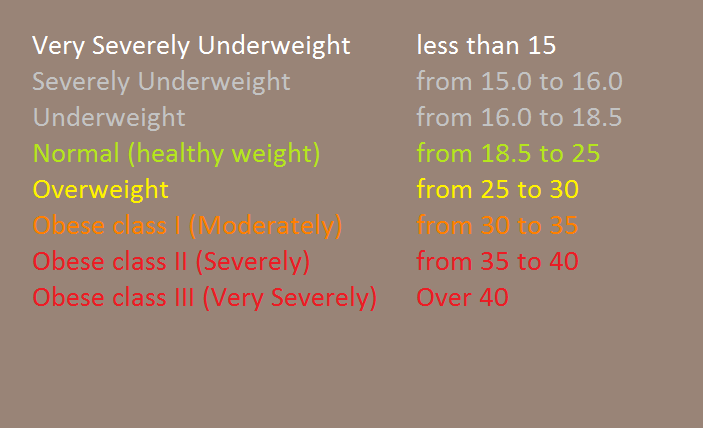 Very Severely Underweight less than 15
Severely Underweight from 15.0 to 16.0
Underweight from 16.0 to 18.5
Normal (healthy weight) from 18.5 to 25
Overweight from 25 to 30
Obese class I (Moderately) from 30 to 35
Obese class II (Severely) from 35 to 40
Obese class III (Very Severely) Over 40